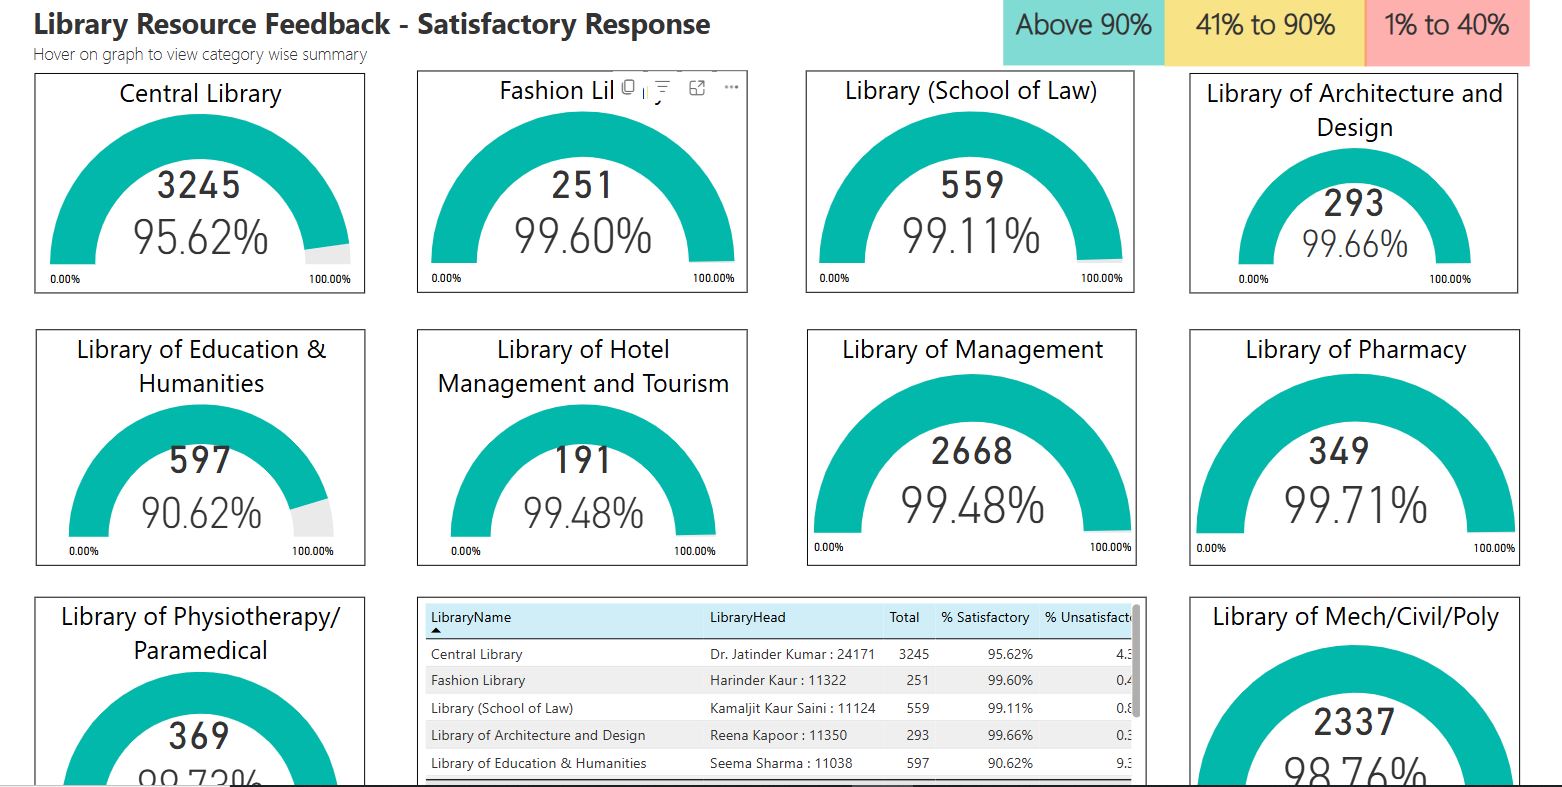 Library Resource Feedback - Satisfactory Response
Hover on graph to view category wise summary
Above 90%
41% to 90%
1% to 40%
Central Library
3245
95.62%
0.00%
100.00%
Fashion
251
99.60%
0.00%
100.00%
Library (School of Law)
559
99.11%
0.00%
100.00%
Library of Architecture and
Design
293
99.66%
0.00%
100.00%
Library of Education &
Humanities
597
90.62%
0.00%
100.00%
Library of Hotel
Management and Tourism
191
99.48%
0.00%
100.00%
Library of Management
2668
99.48%
0.00%
100.00%
Library of Pharmacy
349
99.71%
0.00%
100.00%
Library of Physiotherapy/
Paramedical
369
99.73%
LibraryName LibraryHead Total % Satisfactory %
Central Library Dr. Jatinder Kumar : 24171 3245 95.62%
Fashion Library Harinder Kaur : 11322 251 99.60%
Library (School of Law) Kamaljit Kaur Saini : 11124 559 99.11%
Library of Architecture and Design Reena Kapoor : 11350 293 99.66%
Library of Education & Humanities Seema Sharma : 11038 597 90.62%
Library of Mech/Civil/Poly
2337
98.76%